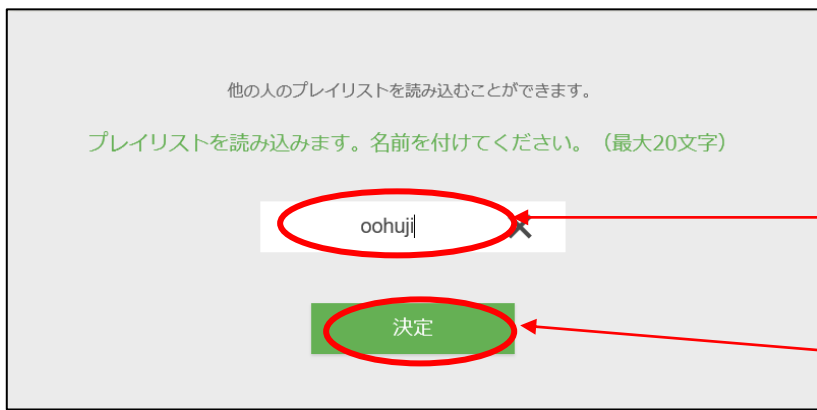 他の人のプレイリストを読み込むことができます。
プレイリストを読み込みます。名前を付けてください。（最大20文字）
oohuji
決定